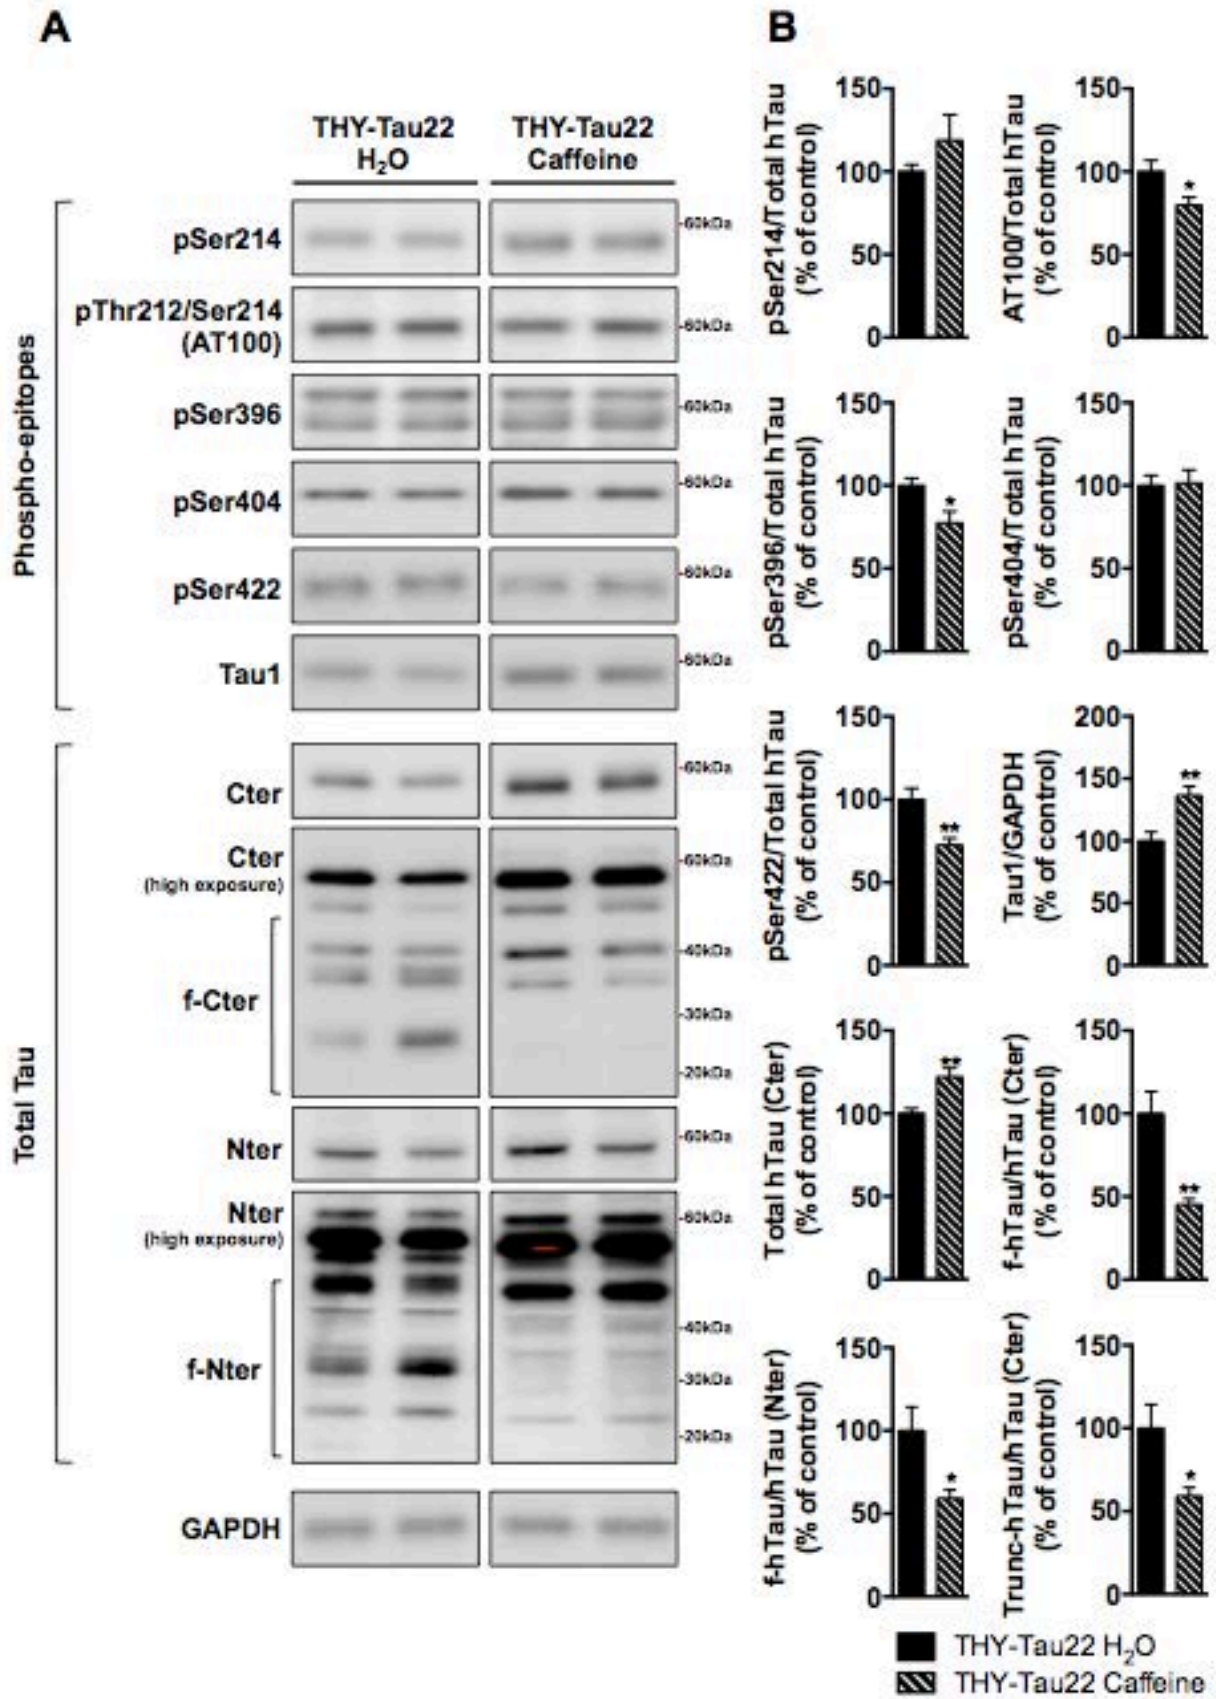 A
THY-Tau22
H₂O
THY-Tau22
Caffeine
Phospho-epitopes
pSer214
-60kDa
pThr212/Ser214
(AT100)
-60kDa
pSer396
-60kDa
pSer404
-60kDa
pSer422
-60kDa
Tau1
-60kDa
Total Tau
Cter
-60kDa
Cter
(high exposure)
-60kDa
f-Cter
-40kDa
-30kDa
-20kDa
Nter
-60kDa
Nter
(high exposure)
-60kDa
f-Nter
-40kDa
-30kDa
-20kDa
GAPDH
B
pSer214/Total hTau
(% of control)
150
100
50
0
AT100/Total hTau
(% of control)
150
100
50
0
*
pSer396/Total hTau
(% of control)
150
100
50
0
*
pSer404/Total hTau
(% of control)
150
100
50
0
pSer422/Total hTau
(% of control)
150
100
50
0
**
Tau1/GAPDH
(% of control)
200
150
100
50
0
**
Total hTau (Cter)
(% of control)
150
100
50
0
**
f-hTau/hTau (Cter)
(% of control)
150
100
50
0
**
f-hTau/hTau (Nter)
(% of control)
150
100
50
0
*
Trunc-hTau/hTau (Cter)
(% of control)
150
100
50
0
*
THY-Tau22 H₂O
THY-Tau22 Caffeine